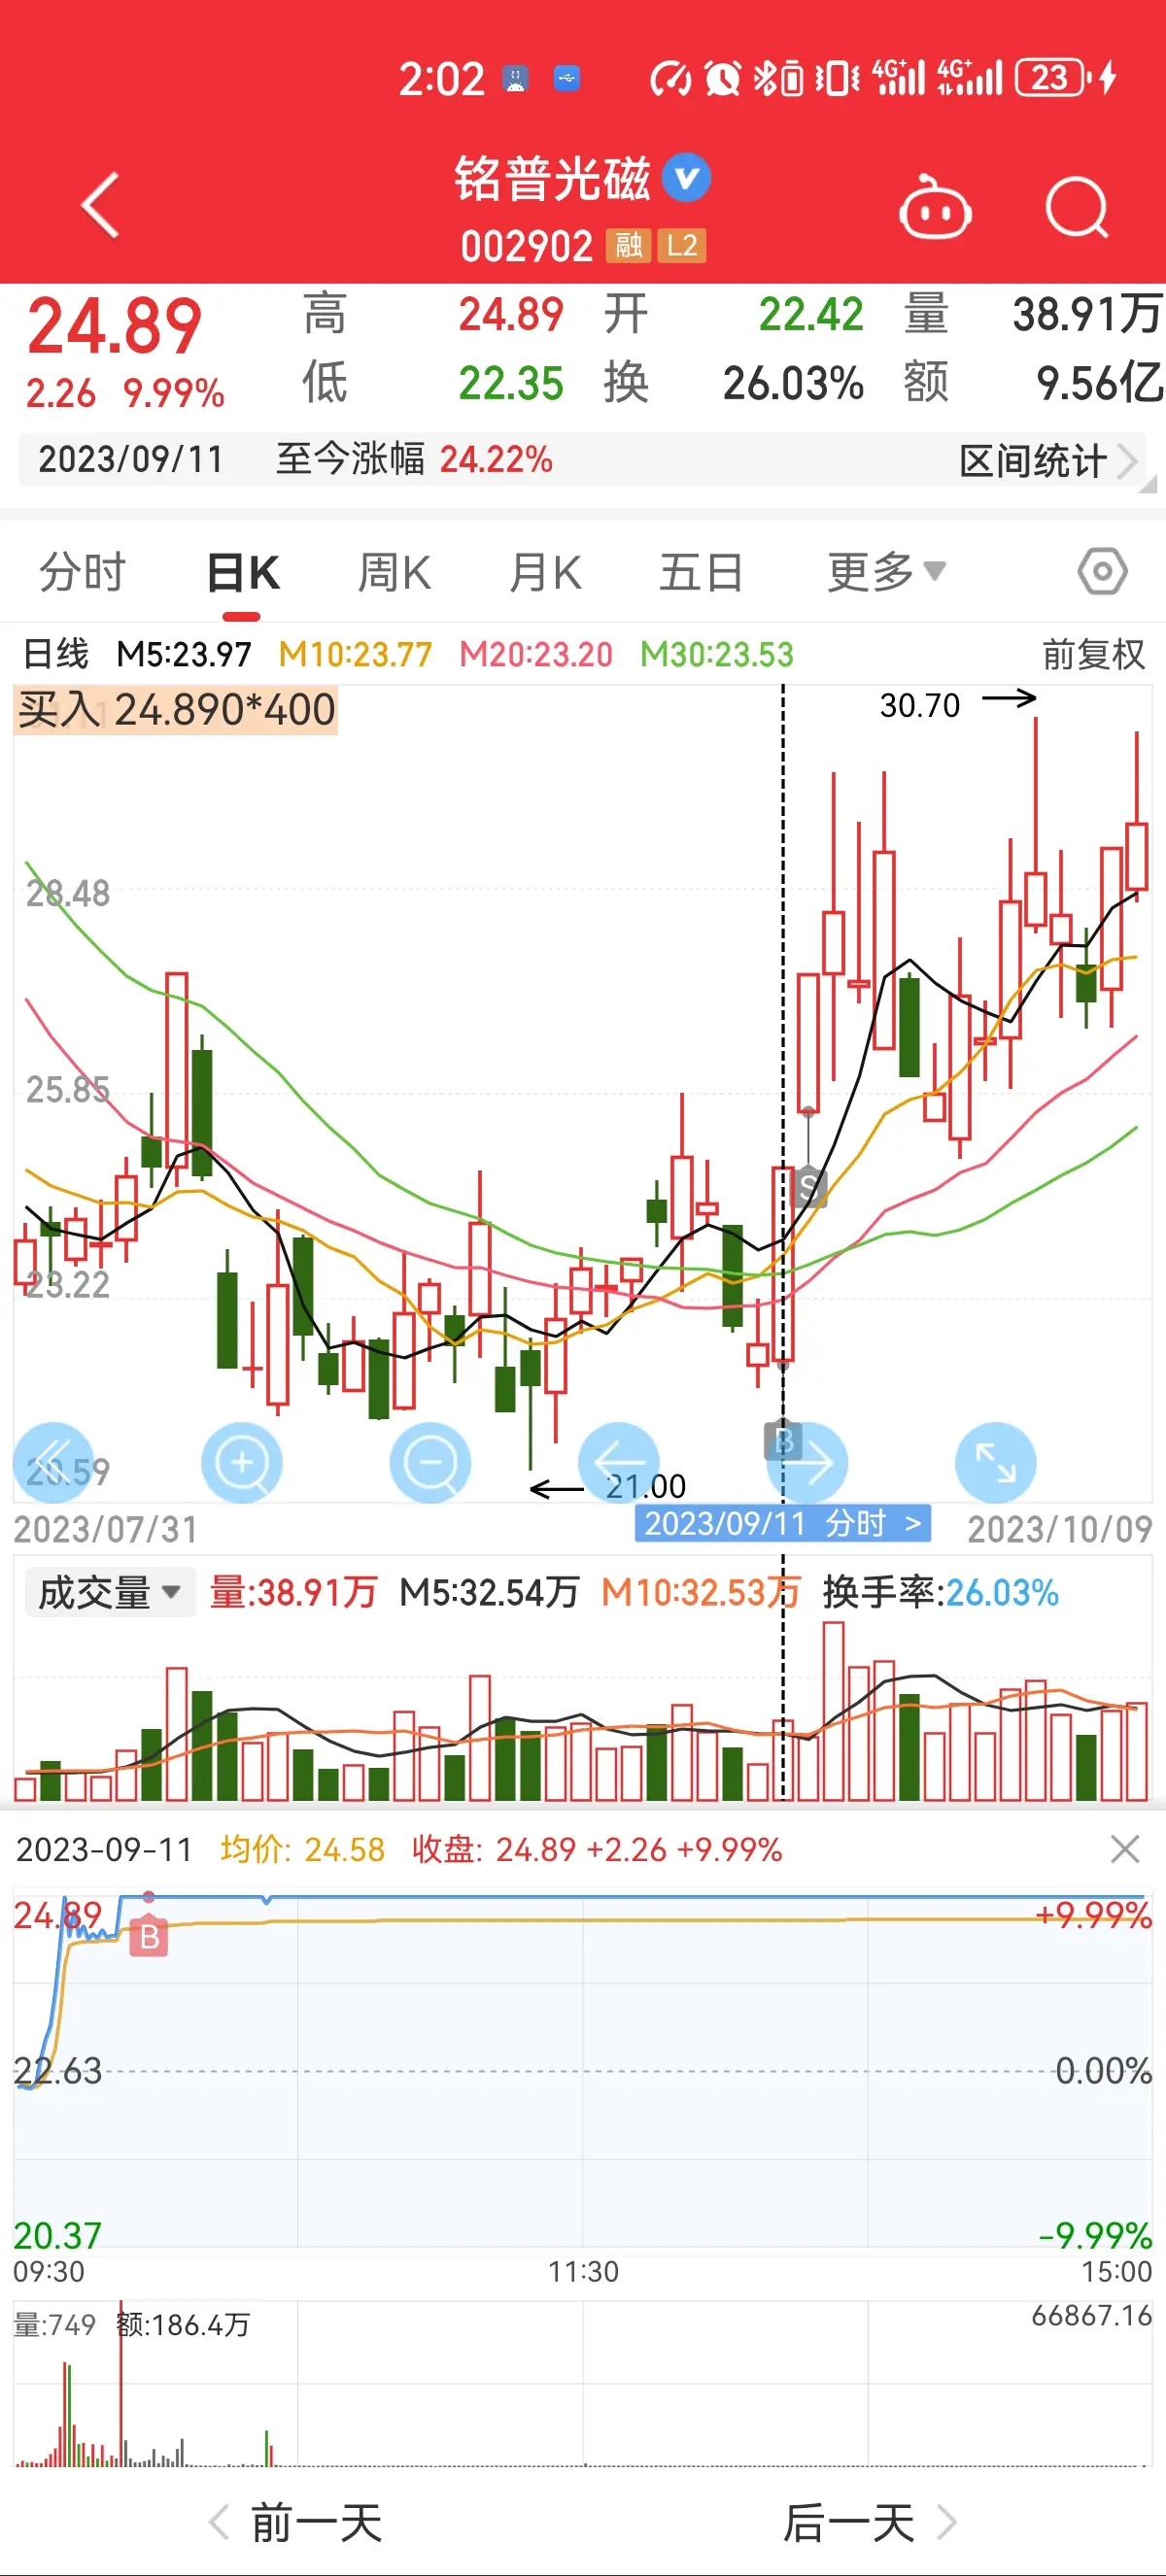 2:02 4G+ 4G+ 23
铭普光磁
002902 融 L2
24.89 高 24.89 开 22.42 量 38.91万
2.26 9.99% 低 22.35 换 26.03% 额 9.56亿
2023/09/11 至今涨幅 24.22% 区间统计
分时 日K 周K 月K 五日 更多
日线 M5:23.97 M10:23.77 M20:23.20 M30:23.53 前复权
买入 24.890*400
30.70
28.48
25.85
S
23.22
B
20.59
21.00
2023/07/31 2023/09/11 分时 > 2023/10/09
成交量 量:38.91万 M5:32.54万 M10:32.53万 换手率:26.03%
2023-09-11 均价: 24.58 收盘: 24.89 +2.26 +9.99%
24.89 +9.99%
B
22.63 0.00%
20.37 -9.99%
09:30 11:30 15:00
量:749 额:186.4万 66867.16
前一天 后一天